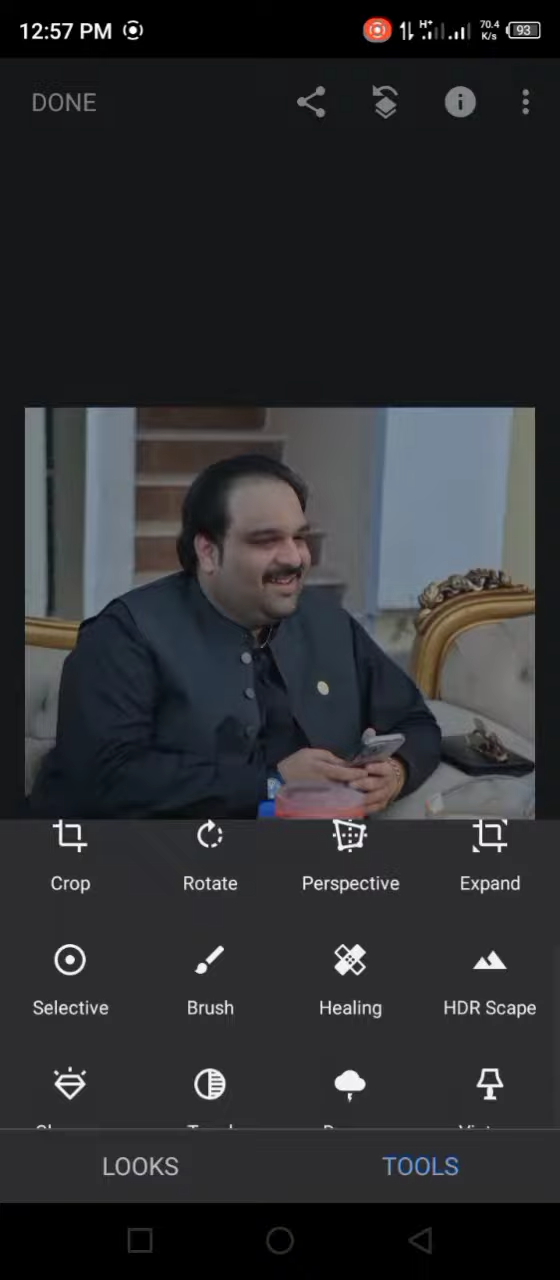 12:57 PM H+ 70.4 K/s 93
DONE
Crop Rotate Perspective Expand
Selective Brush Healing HDR Scape
LOOKS TOOLS